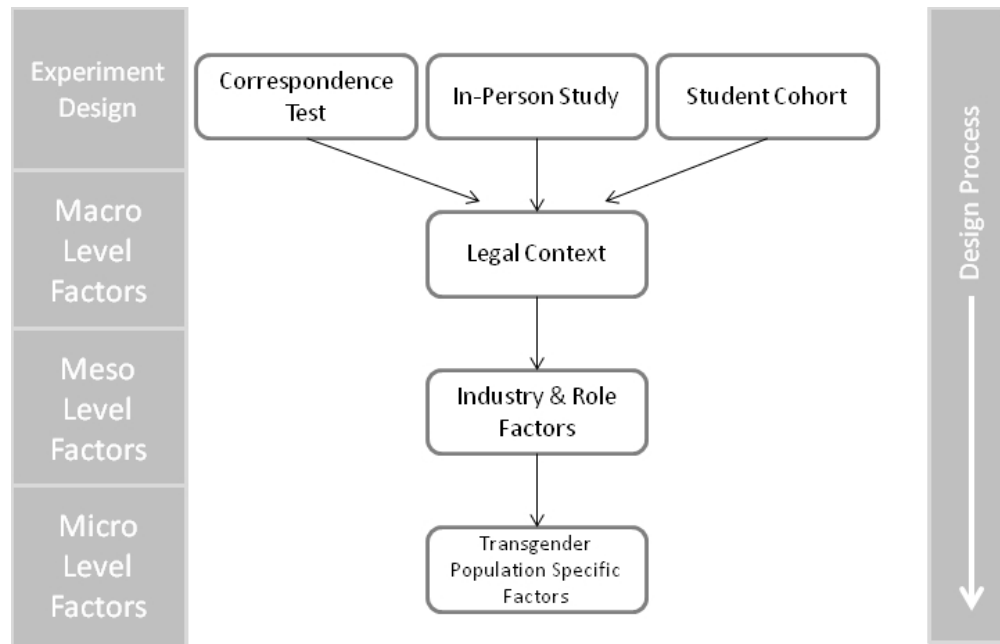 Experiment
Design
Correspondence
Test
In-Person Study
Student Cohort
Macro
Level
Factors
Legal Context
Meso
Level
Factors
Industry & Role
Factors
Micro
Level
Factors
Transgender
Population Specific
Factors
Design Process